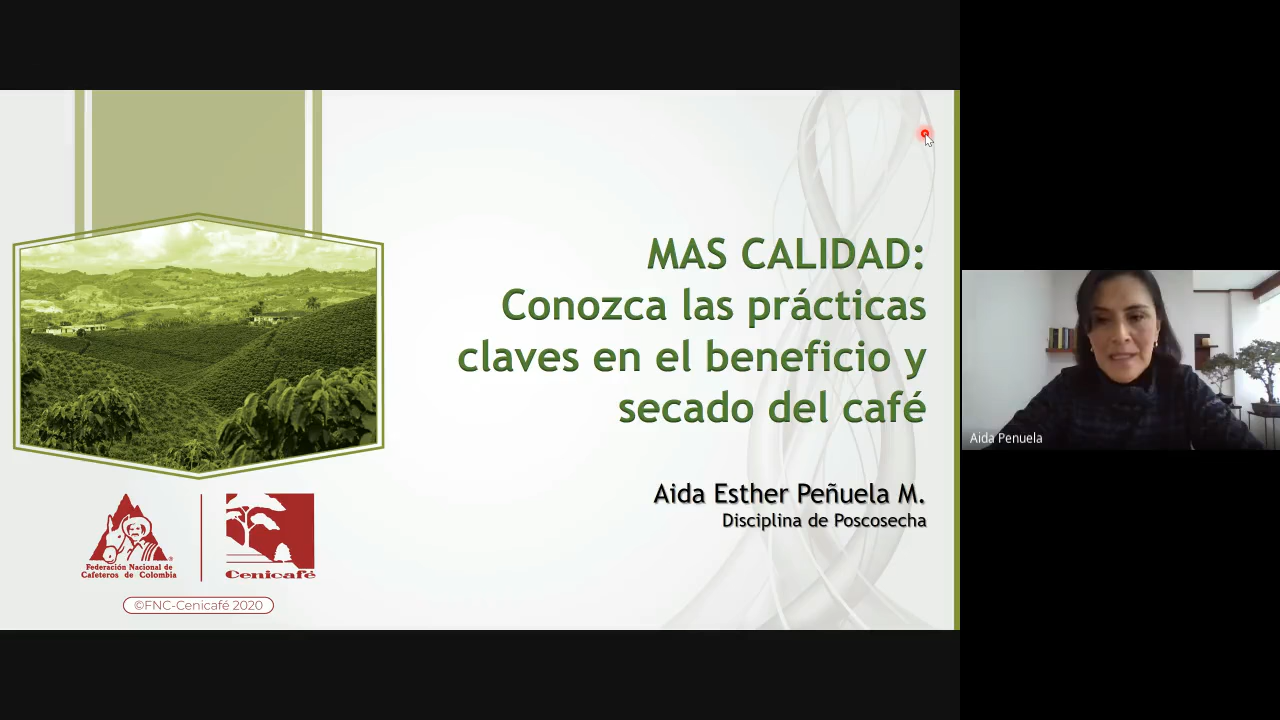 MAS CALIDAD:
Conozca las prácticas
claves en el beneficio y
secado del café
Aida Esther Peñuela M.
Disciplina de Poscosecha
Federación Nacional de
Cafeteros de Colombia
Cenicafé
©FNC-Cenicafé 2020
Aida Penuela